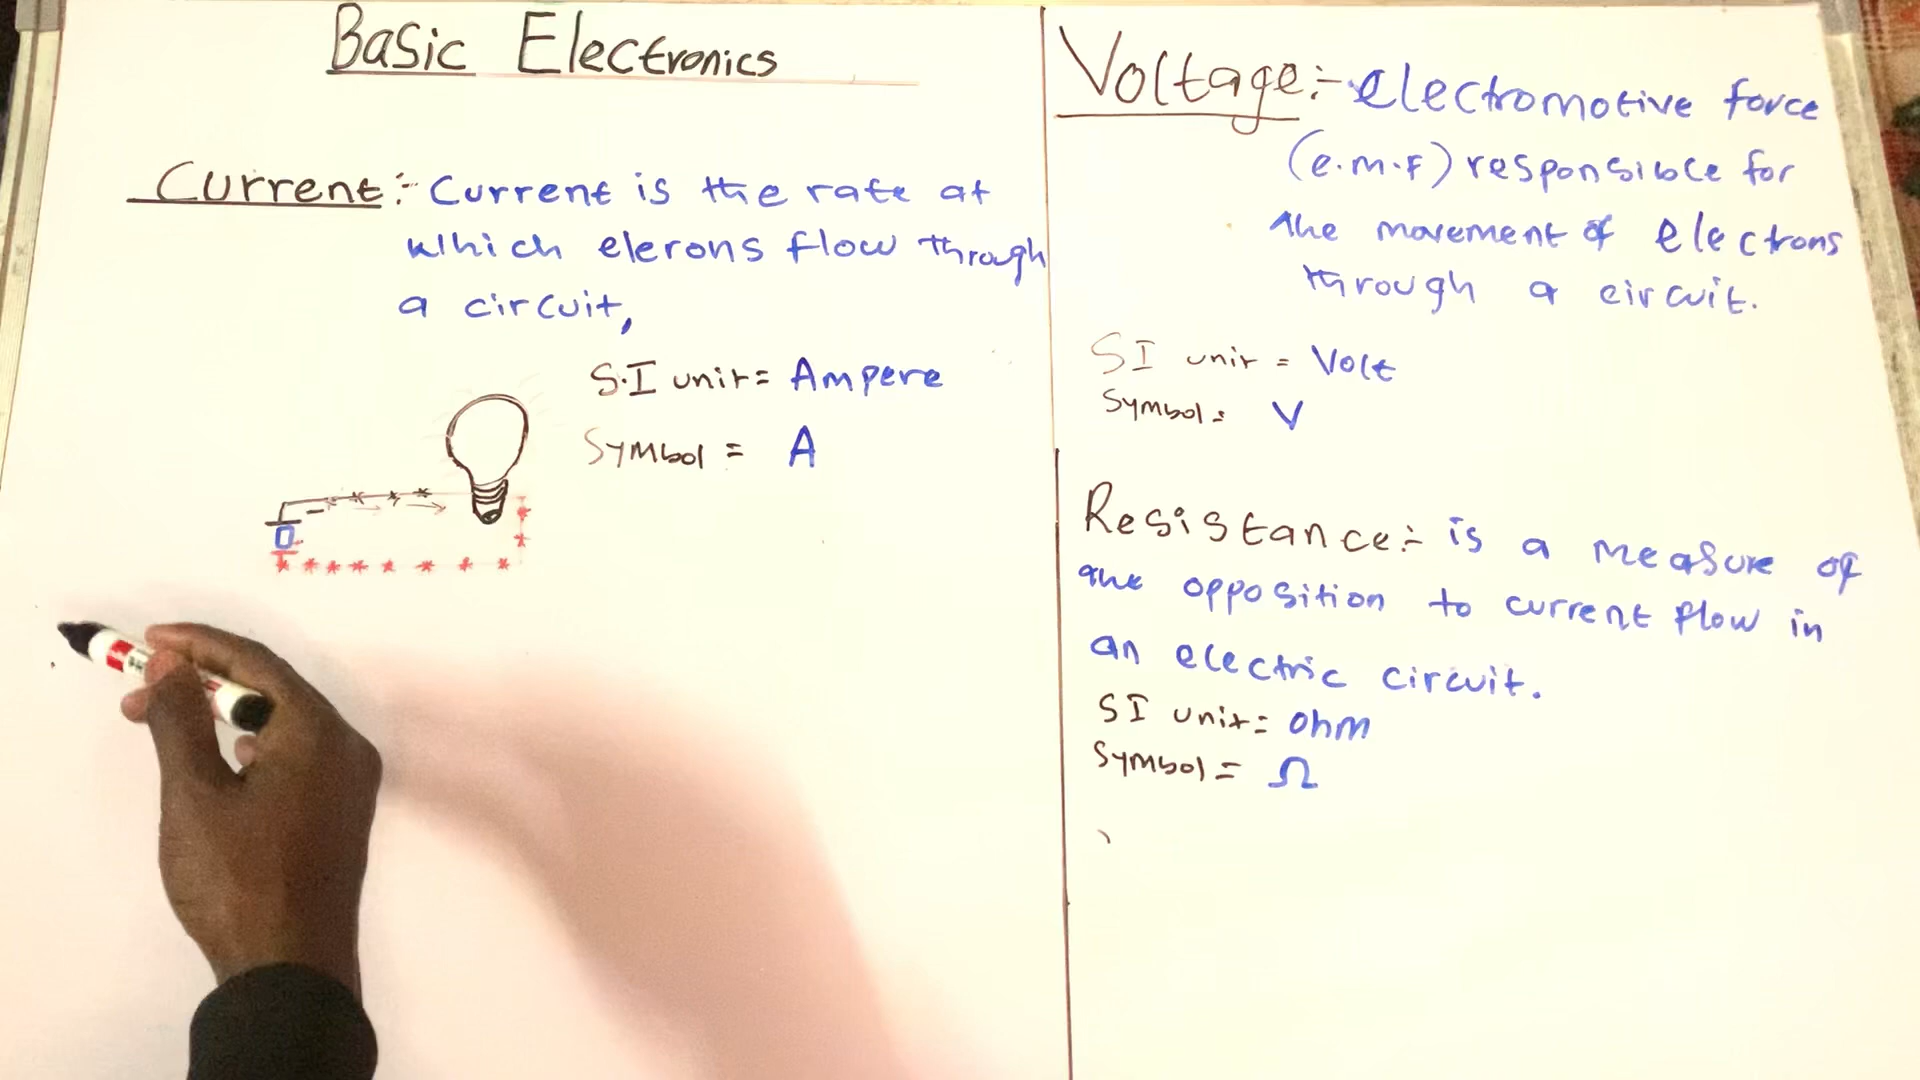 Basic Electronics
Current:- Current is the rate at
which elerons flow through
a circuit,
S.I unit= Ampere
Symbol = A
Voltage:- electromotive force
(e.m.f) responsible for
the movement of electrons
through a circuit.
SI unit = Volt
Symbol= V
Resistance:- is a measure of
the opposition to current flow in
an electric circuit.
SI unit= ohm
Symbol= Ω